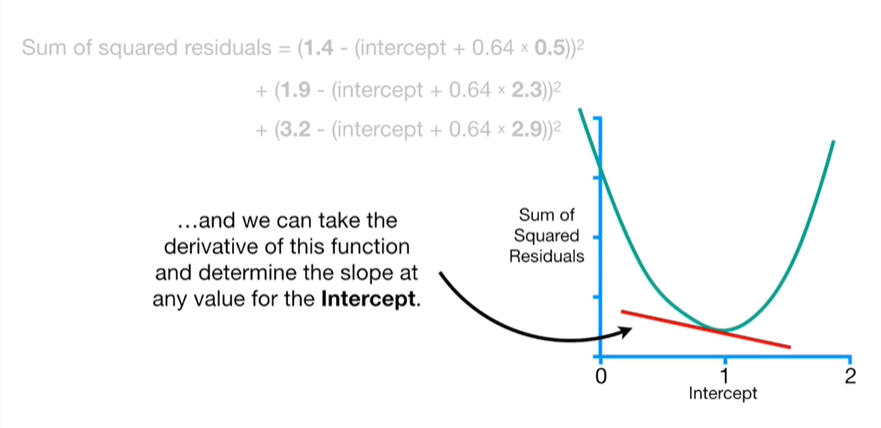 Sum of squared residuals = (1.4 - (intercept + 0.64 × 0.5))²
+ (1.9 - (intercept + 0.64 × 2.3))²
+ (3.2 - (intercept + 0.64 × 2.9))²
...and we can take the
derivative of this function
and determine the slope at
any value for the Intercept.
Sum of
Squared
Residuals
0
1
2
Intercept